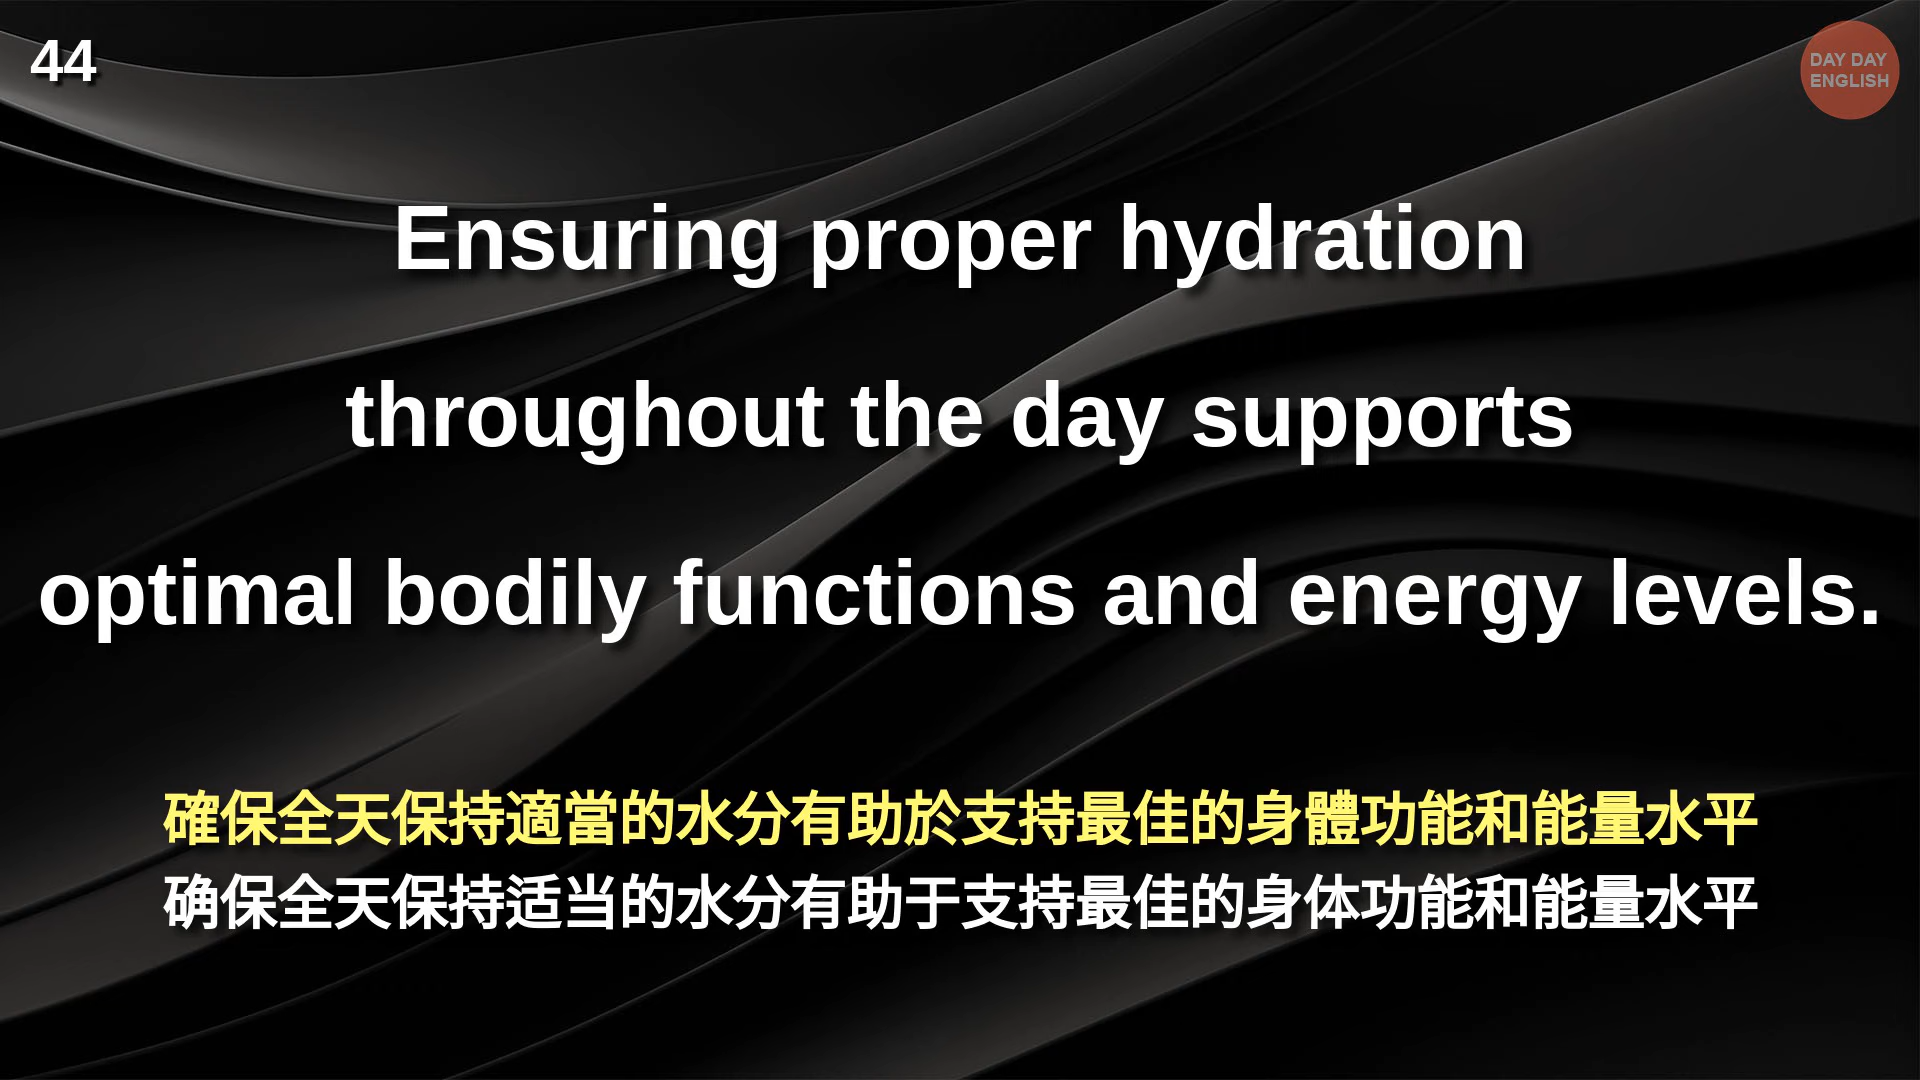 44
DAY DAY
ENGLISH
Ensuring proper hydration
throughout the day supports
optimal bodily functions and energy levels.
確保全天保持適當的水分有助於支持最佳的身體功能和能量水平
确保全天保持适当的水分有助于支持最佳的身体功能和能量水平